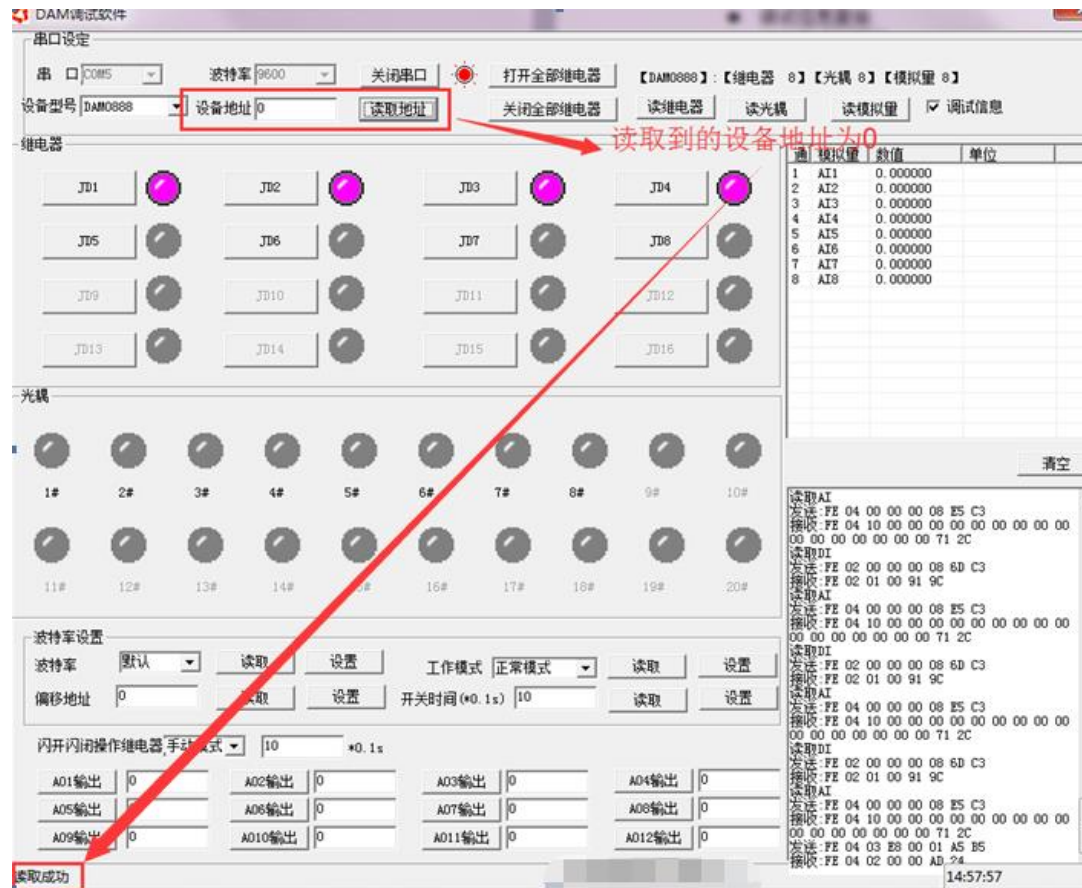 DAM调试软件
串口设定
串 口 COM5 波特率 9600 关闭串口 打开全部继电器 【DAM0888】:【继电器 8】【光耦 8】【模拟量 8】
设备型号 DAM0888 设备地址 0 读取地址 关闭全部继电器 读继电器 读光耦 读模拟量 调试信息
读取到的设备地址为0
继电器
JD1 JD2 JD3 JD4
JD5 JD6 JD7 JD8
JD9 JD10 JD11 JD12
JD13 JD14 JD15 JD16
通 模拟量 数值 单位
1 AI1 0.000000
2 AI2 0.000000
3 AI3 0.000000
4 AI4 0.000000
5 AI5 0.000000
6 AI6 0.000000
7 AI7 0.000000
8 AI8 0.000000
光耦
1# 2# 3# 4# 5# 6# 7# 8# 9# 10#
11# 12# 13# 14# 16# 17# 18# 19# 20#
清空
读取AI
发送:FE 04 00 00 00 08 E5 C3
接收:FE 04 10 00 00 00 00 00 00 00 00 00
00 00 00 00 00 00 00 71 2C
读取DI
发送:FE 02 00 00 00 08 6D C3
接收:FE 02 01 00 91 9C
读取AI
发送:FE 04 00 00 00 08 E5 C3
接收:FE 04 10 00 00 00 00 00 00 00 00 00
00 00 00 00 00 00 00 71 2C
读取DI
发送:FE 02 00 00 00 08 6D C3
接收:FE 02 01 00 91 9C
读取AI
发送:FE 04 00 00 00 08 E5 C3
接收:FE 04 10 00 00 00 00 00 00 00 00 00
00 00 00 00 00 00 00 71 2C
读取DI
发送:FE 02 00 00 00 08 6D C3
接收:FE 02 01 00 91 9C
读取AI
发送:FE 04 00 00 00 08 E5 C3
接收:FE 04 10 00 00 00 00 00 00 00 00 00
00 00 00 00 00 00 00 71 2C
发送:FE 04 03 E8 00 01 A5 B5
接收:FE 04 02 00 00 AD 24
波特率设置
波特率 默认 读取 设置 工作模式 正常模式 读取 设置
偏移地址 0 读取 设置 开关时间(*0.1s) 10 读取 设置
闪开闪闭操作继电器 手动模式 10 *0.1s
AO1输出 0 AO2输出 0 AO3输出 0 AO4输出 0
AO5输出 0 AO6输出 0 AO7输出 0 AO8输出 0
AO9输出 0 AO10输出 0 AO11输出 0 AO12输出 0
读取成功 14:57:57